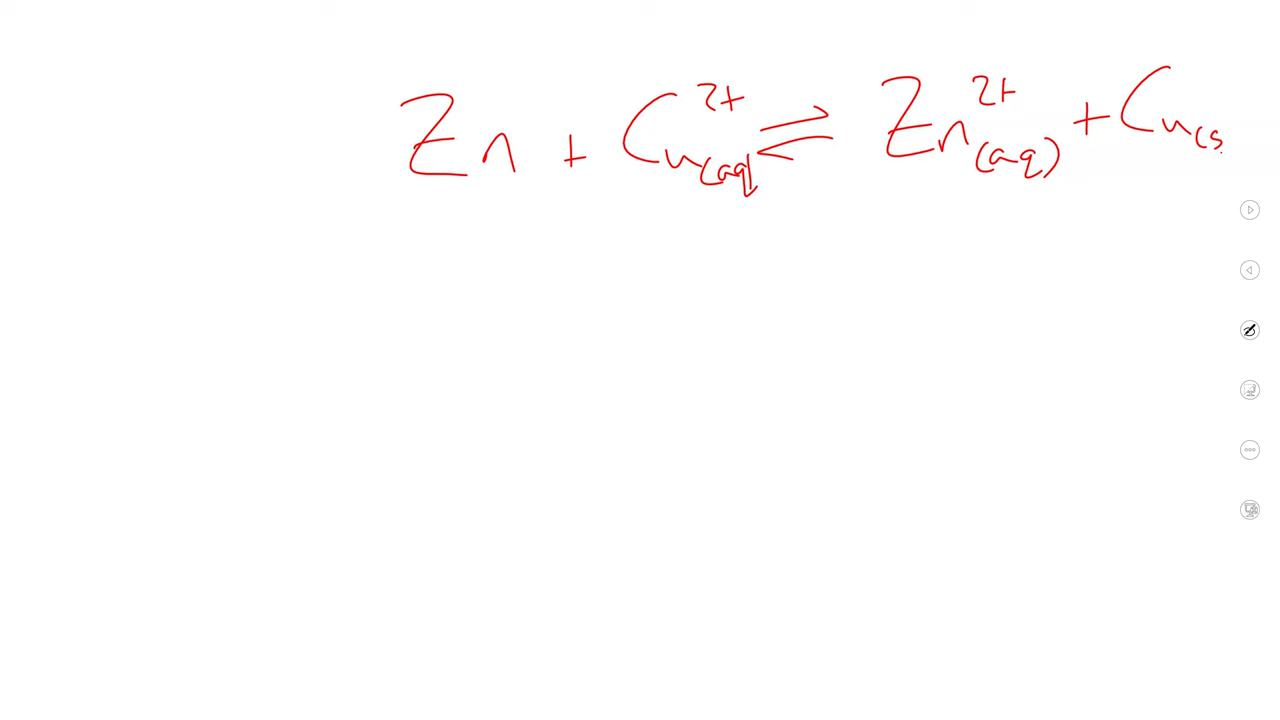 Zn + Cu²⁺(aq) ⇌ Zn²⁺(aq) + Cu(s